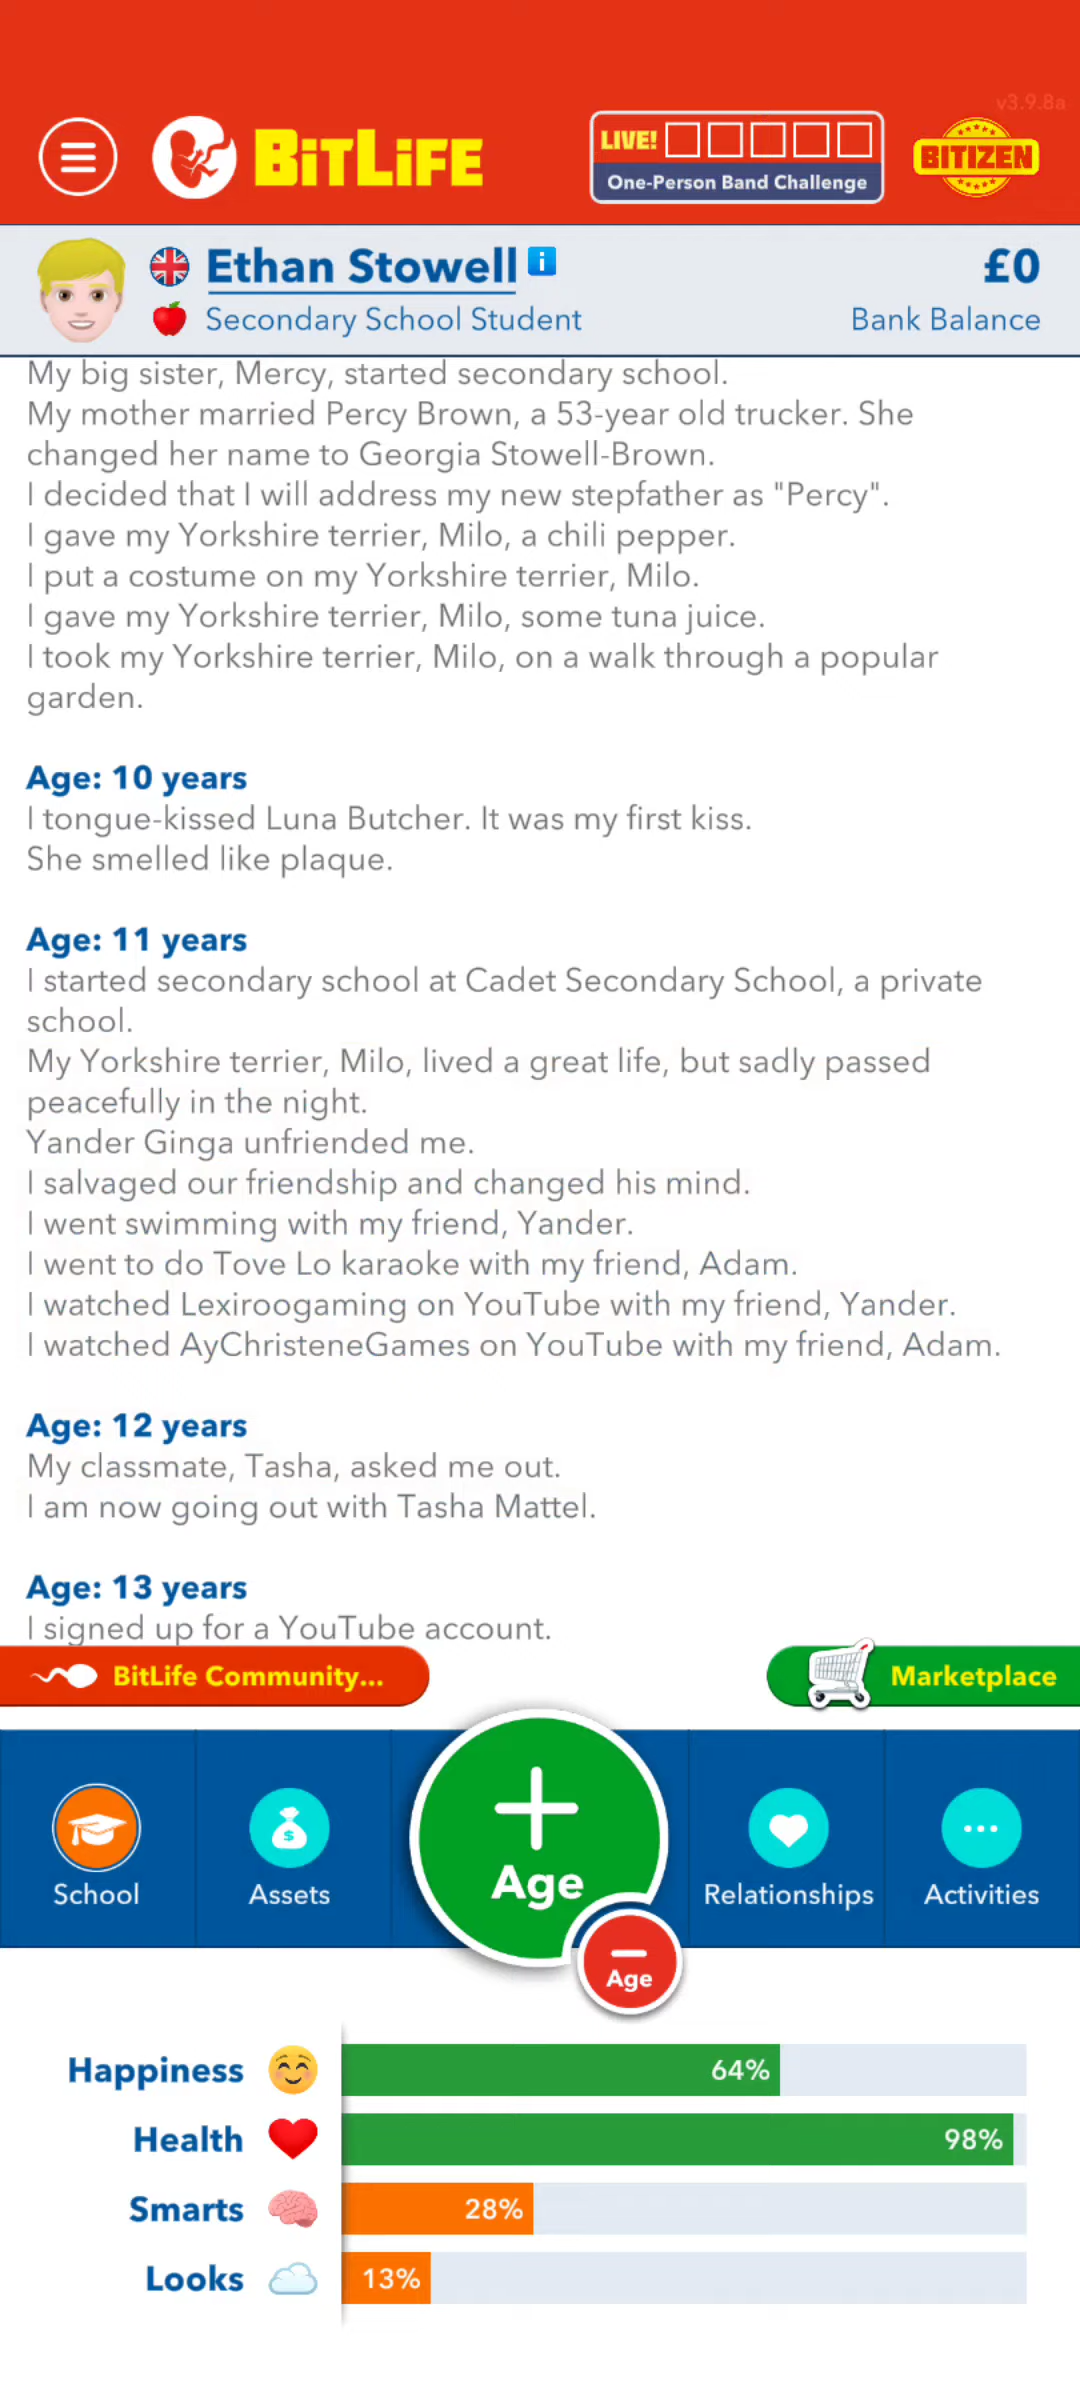 v3.9.8a
BiTLiFE
LIVE!
One-Person Band Challenge
BITIZEN
Ethan Stowell i
£0
Secondary School Student
Bank Balance
My big sister, Mercy, started secondary school.
My mother married Percy Brown, a 53-year old trucker. She
changed her name to Georgia Stowell-Brown.
I decided that I will address my new stepfather as "Percy".
I gave my Yorkshire terrier, Milo, a chili pepper.
I put a costume on my Yorkshire terrier, Milo.
I gave my Yorkshire terrier, Milo, some tuna juice.
I took my Yorkshire terrier, Milo, on a walk through a popular
garden.
Age: 10 years
I tongue-kissed Luna Butcher. It was my first kiss.
She smelled like plaque.
Age: 11 years
I started secondary school at Cadet Secondary School, a private
school.
My Yorkshire terrier, Milo, lived a great life, but sadly passed
peacefully in the night.
Yander Ginga unfriended me.
I salvaged our friendship and changed his mind.
I went swimming with my friend, Yander.
I went to do Tove Lo karaoke with my friend, Adam.
I watched Lexiroogaming on YouTube with my friend, Yander.
I watched AyChristeneGames on YouTube with my friend, Adam.
Age: 12 years
My classmate, Tasha, asked me out.
I am now going out with Tasha Mattel.
Age: 13 years
I signed up for a YouTube account.
BitLife Community...
Marketplace
School
Assets
$
Age
Relationships
Activities
Age
Happiness 64%
Health 98%
Smarts 28%
Looks 13%